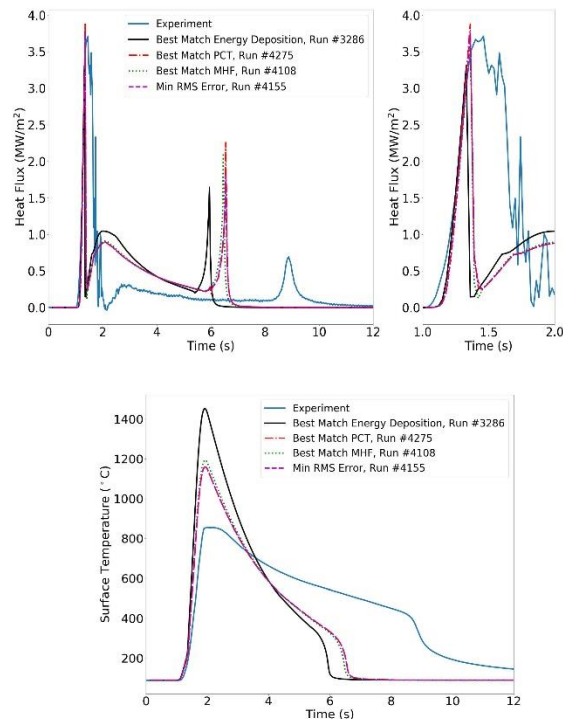 4.0
3.5
3.0
2.5
2.0
1.5
1.0
0.5
0.0
Heat Flux (MW/m²)
Experiment
Best Match Energy Deposition, Run #3286
Best Match PCT, Run #4275
Best Match MHF, Run #4108
Min RMS Error, Run #4155
0 2 4 6 8 10 12
Time (s)
4.0
3.5
3.0
2.5
2.0
1.5
1.0
0.5
0.0
Heat Flux (MW/m²)
1.0 1.5 2.0
Time (s)
1400
1200
1000
800
600
400
200
Surface Temperature (°C)
Experiment
Best Match Energy Deposition, Run #3286
Best Match PCT, Run #4275
Best Match MHF, Run #4108
Min RMS Error, Run #4155
0 2 4 6 8 10 12
Time (s)